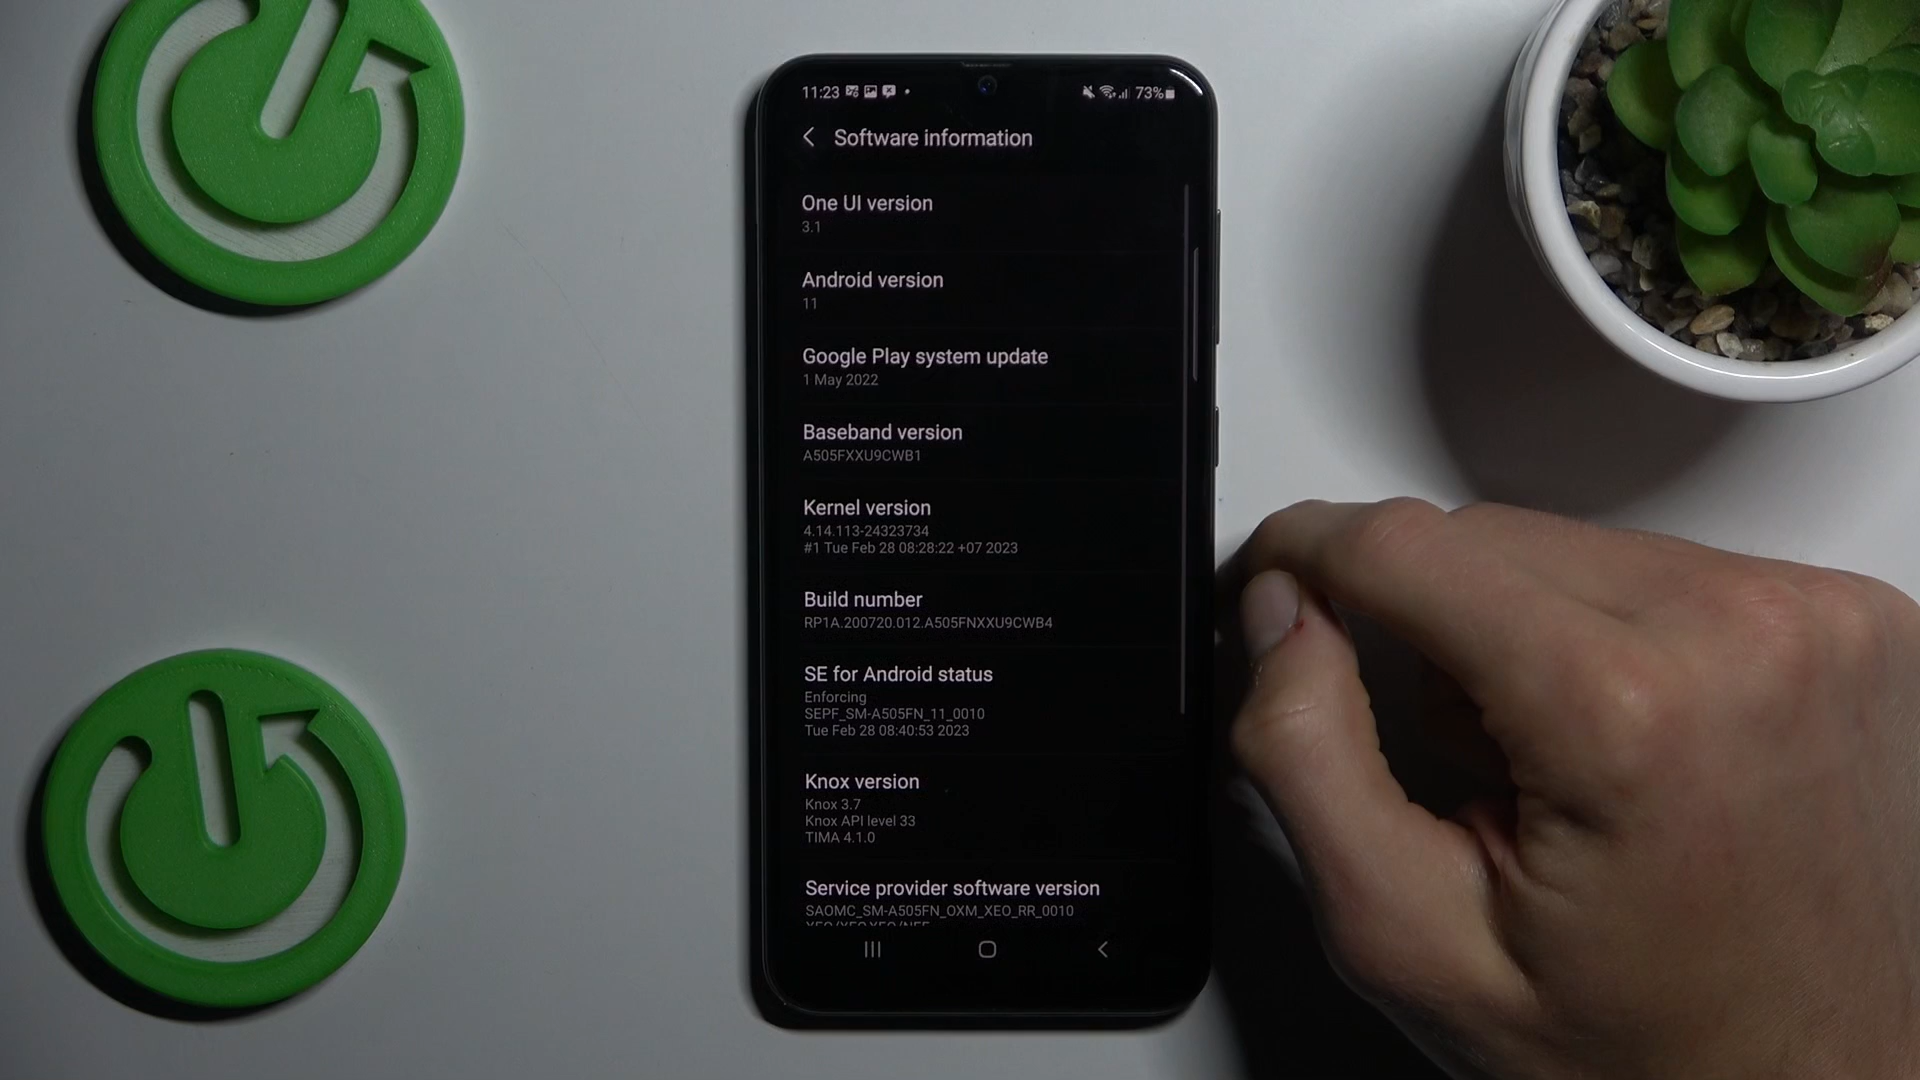 11:23
73%
Software information
One UI version
3.1
Android version
11
Google Play system update
1 May 2022
Baseband version
A505FXXU9CWB1
Kernel version
4.14.113-24323734
#1 Tue Feb 28 08:28:22 +07 2023
Build number
RP1A.200720.012.A505FNXXU9CWB4
SE for Android status
Enforcing
SEPF_SM-A505FN_11_0010
Tue Feb 28 08:40:53 2023
Knox version
Knox 3.7
Knox API level 33
TIMA 4.1.0
Service provider software version
SAOMC_SM-A505FN_OXM_XEO_RR_0010